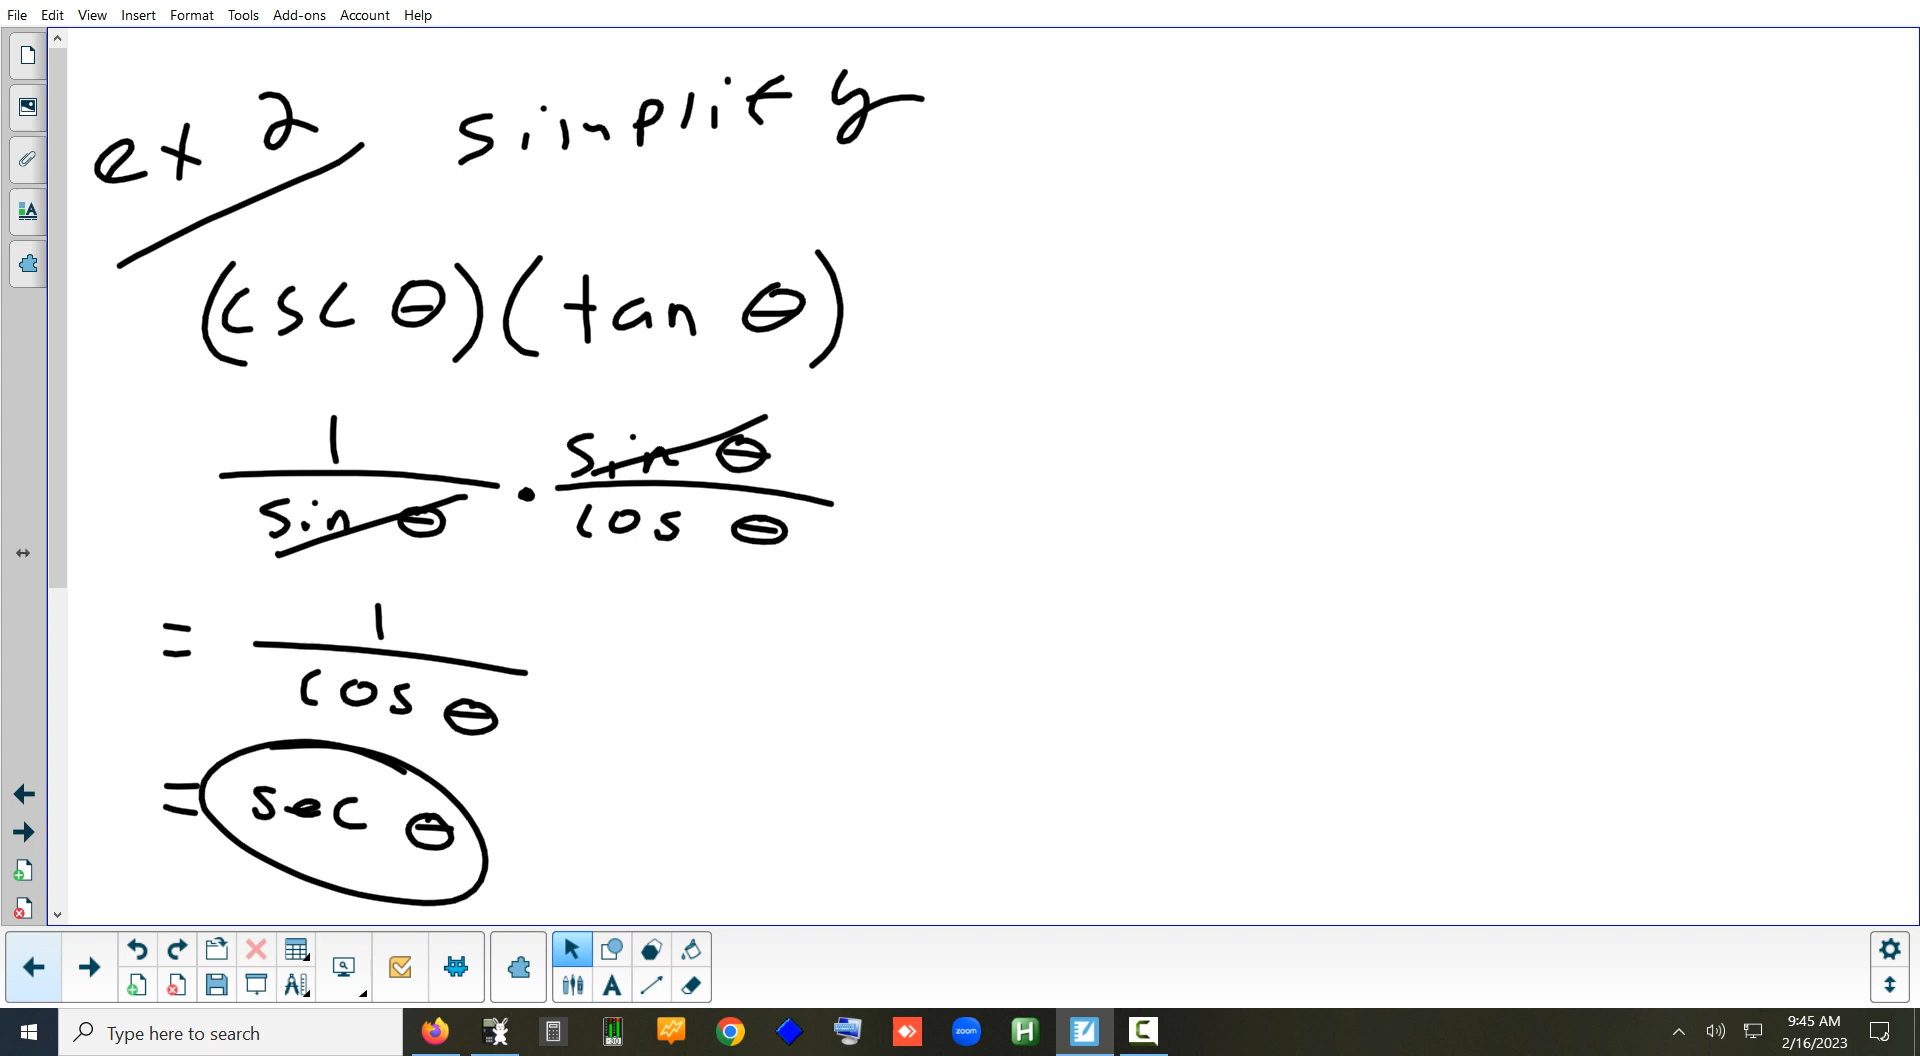 File Edit View Insert Format Tools Add-ons Account Help
ex 2 simplify
(csc θ)(tan θ)
1 / sin θ • sin θ / cos θ
= 1 / cos θ
= sec θ
A
A
zoom
H
C
Type here to search
9:45 AM
2/16/2023